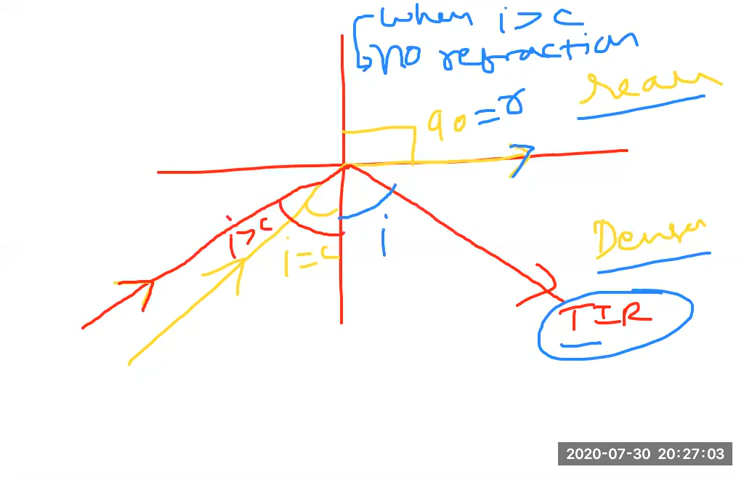 when i > c
no refraction
90 = r
i > c
i = c
i
TIR
2020-07-30 20:27:03